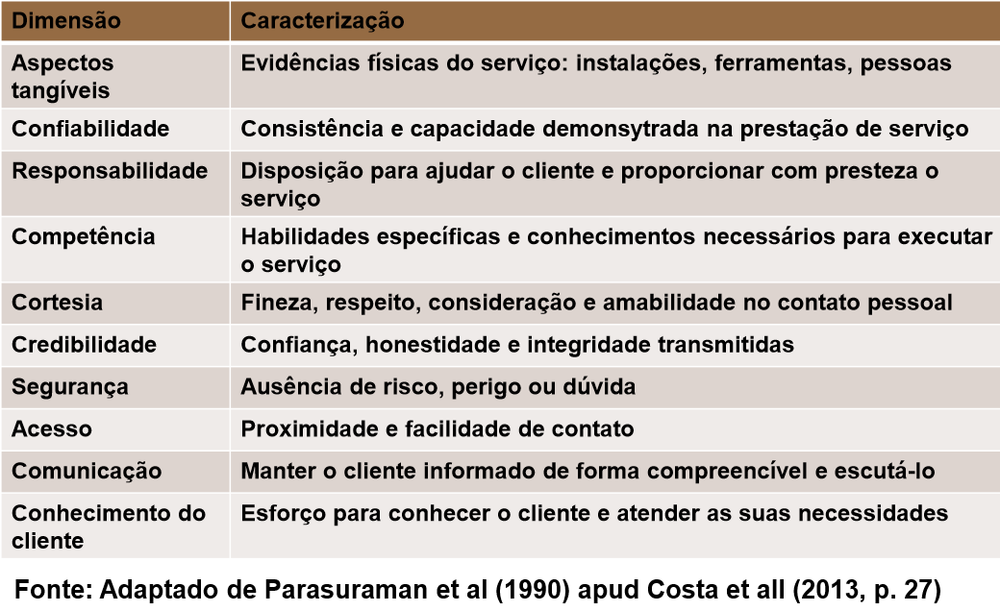 Dimensão
Caracterização
Aspectos
tangíveis
Evidências físicas do serviço: instalações, ferramentas, pessoas
Confiabilidade
Consistência e capacidade demonsytrada na prestação de serviço
Responsabilidade
Disposição para ajudar o cliente e proporcionar com presteza o
serviço
Competência
Habilidades específicas e conhecimentos necessários para executar
o serviço
Cortesia
Fineza, respeito, consideração e amabilidade no contato pessoal
Credibilidade
Confiança, honestidade e integridade transmitidas
Segurança
Ausência de risco, perigo ou dúvida
Acesso
Proximidade e facilidade de contato
Comunicação
Manter o cliente informado de forma compreencível e escutá-lo
Conhecimento do
cliente
Esforço para conhecer o cliente e atender as suas necessidades
Fonte: Adaptado de Parasuraman et al (1990) apud Costa et all (2013, p. 27)